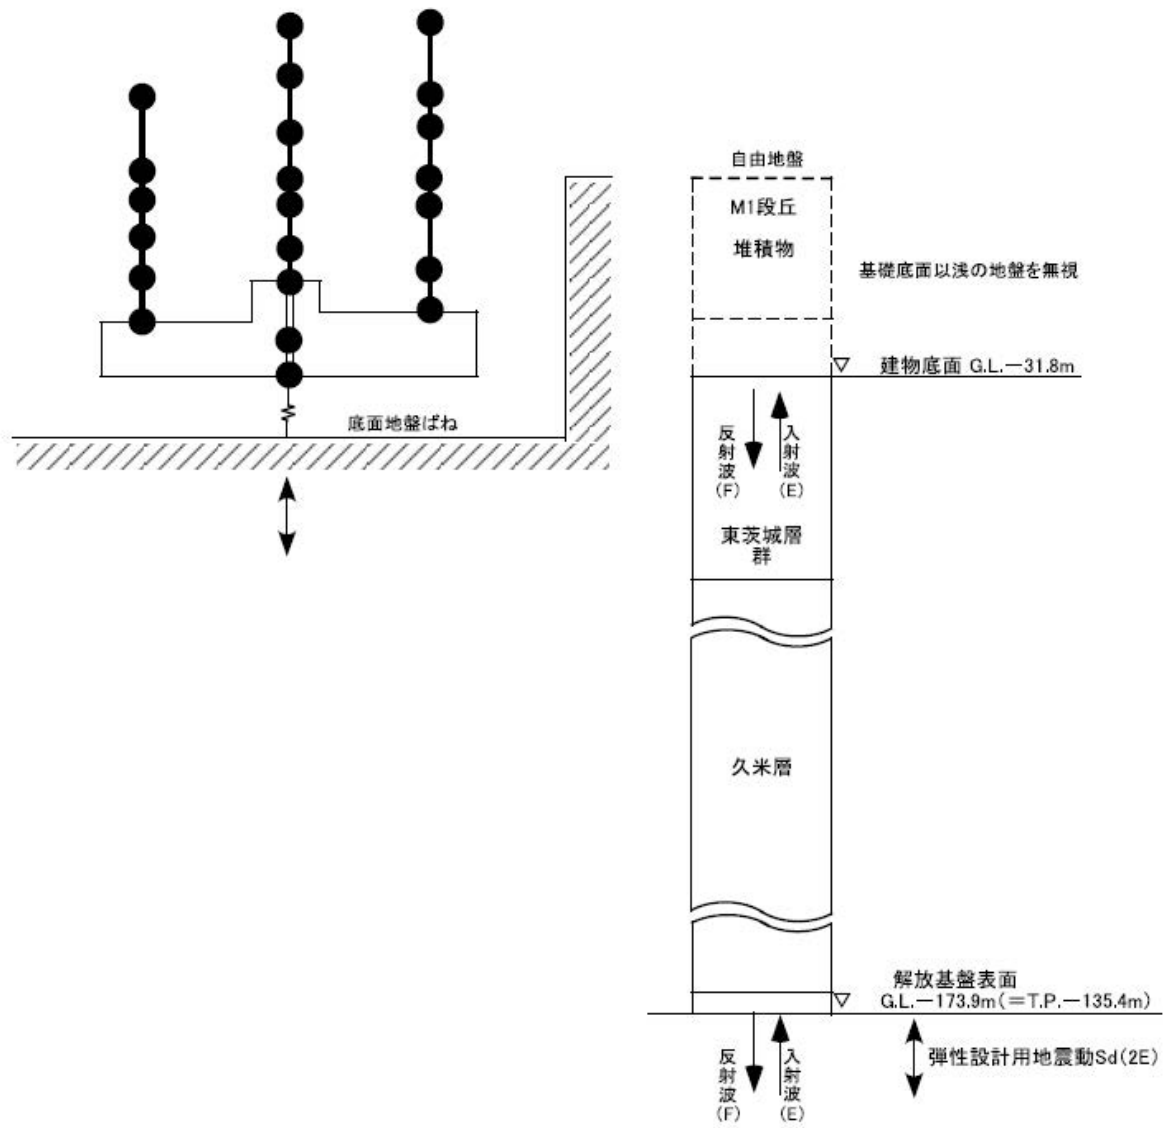 自由地盤
M1段丘
堆積物
基礎底面以浅の地盤を無視
建物底面 G.L.－31.8m
底面地盤ばね
反射波(F)
入射波(E)
東茨城層
群
久米層
解放基盤表面
G.L.－173.9m(＝T.P.－135.4m)
反射波(F)
入射波(E)
弾性設計用地震動Sd(2E)